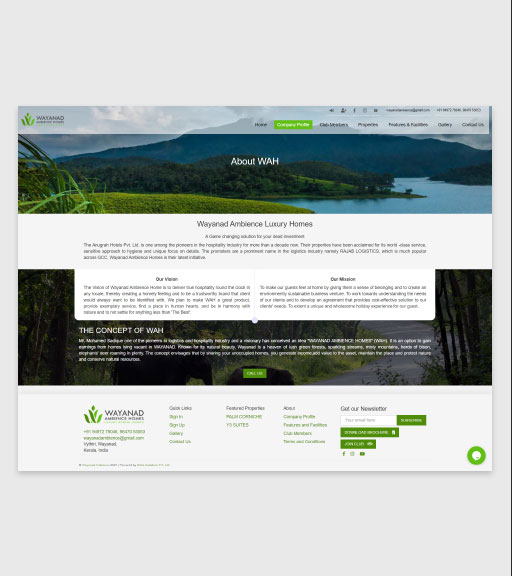 wayanadambience@gmail.com
WAYANAD
AMBIENCE HOMES
Home
Company Profile
Club Members
Properties
Features & Facilities
Gallery
Contact Us
About WAH
Wayanad Ambience Luxury Homes
A Game changing solution for your dead investment
The Anugrah Hotels Pvt. Ltd. is one among the pioneers in the hospitality industry for more than a decade now. Their properties have been acclaimed for its world -class service,
sensitive approach to hygiene and unique focus on details. The promoters are a prominent name in the logistics industry namely RAJAB LOGISTICS, which is much popular
across GCC. Wayanad Ambience Homes is their latest initiative.
Our Vision
The Vision of Wayanad Ambience Home is to deliver true hospitality round the clock in
any locale, thereby creating a homely feeling and to be a trustworthy brand that client
would always want to be identified with. We plan to make WAH a great product,
provide exemplary service, find a place in human hearts, and be in harmony with
nature and to not settle for anything less than 'The Best'.
Our Mission
To make our guests feel at home by giving them a sense of belonging and to create an
environmentally sustainable business venture. To work towards understanding the needs
of our clients and to develop an agreement that provides cost-effective solution to our
clients' needs. To extent a unique and wholesome holiday experience for our guest.
THE CONCEPT OF WAH
Mr. Mohamed Sadique one of the pioneers in logistics and hospitality industry and a visionary has conceived an idea "WAYANAD AMBIENCE HOMES" (WAH). It is an option to gain
earnings from homes lying vacant in WAYANAD. Known for its natural beauty, Wayanad is a heaven of lush green forests, sparkling streams, misty mountains, herds of bison,
elephants' deer roaming in plenty. The concept envisages that by sharing your unoccupied homes, you generate income,add value to the asset, maintain the place and protect nature
and conserve natural resources.
CALL US
WAYANAD
AMBIENCE HOMES
+91 94972 78046, 96470 55003
wayanadambience@gmail.com
Vythiri, Wayanad,
Kerala, India
Quick Links
Sign In
Sign Up
Gallery
Contact Us
Featured Properties
PALM CORNICHE
Y3 SUITES
About
Company Profile
Features and Facilities
Club Members
Terms and Conditions
Get our Newsletter
Your email here
SUBSCRIBE
DOWNLOAD BROCHURE
JOIN CLUB